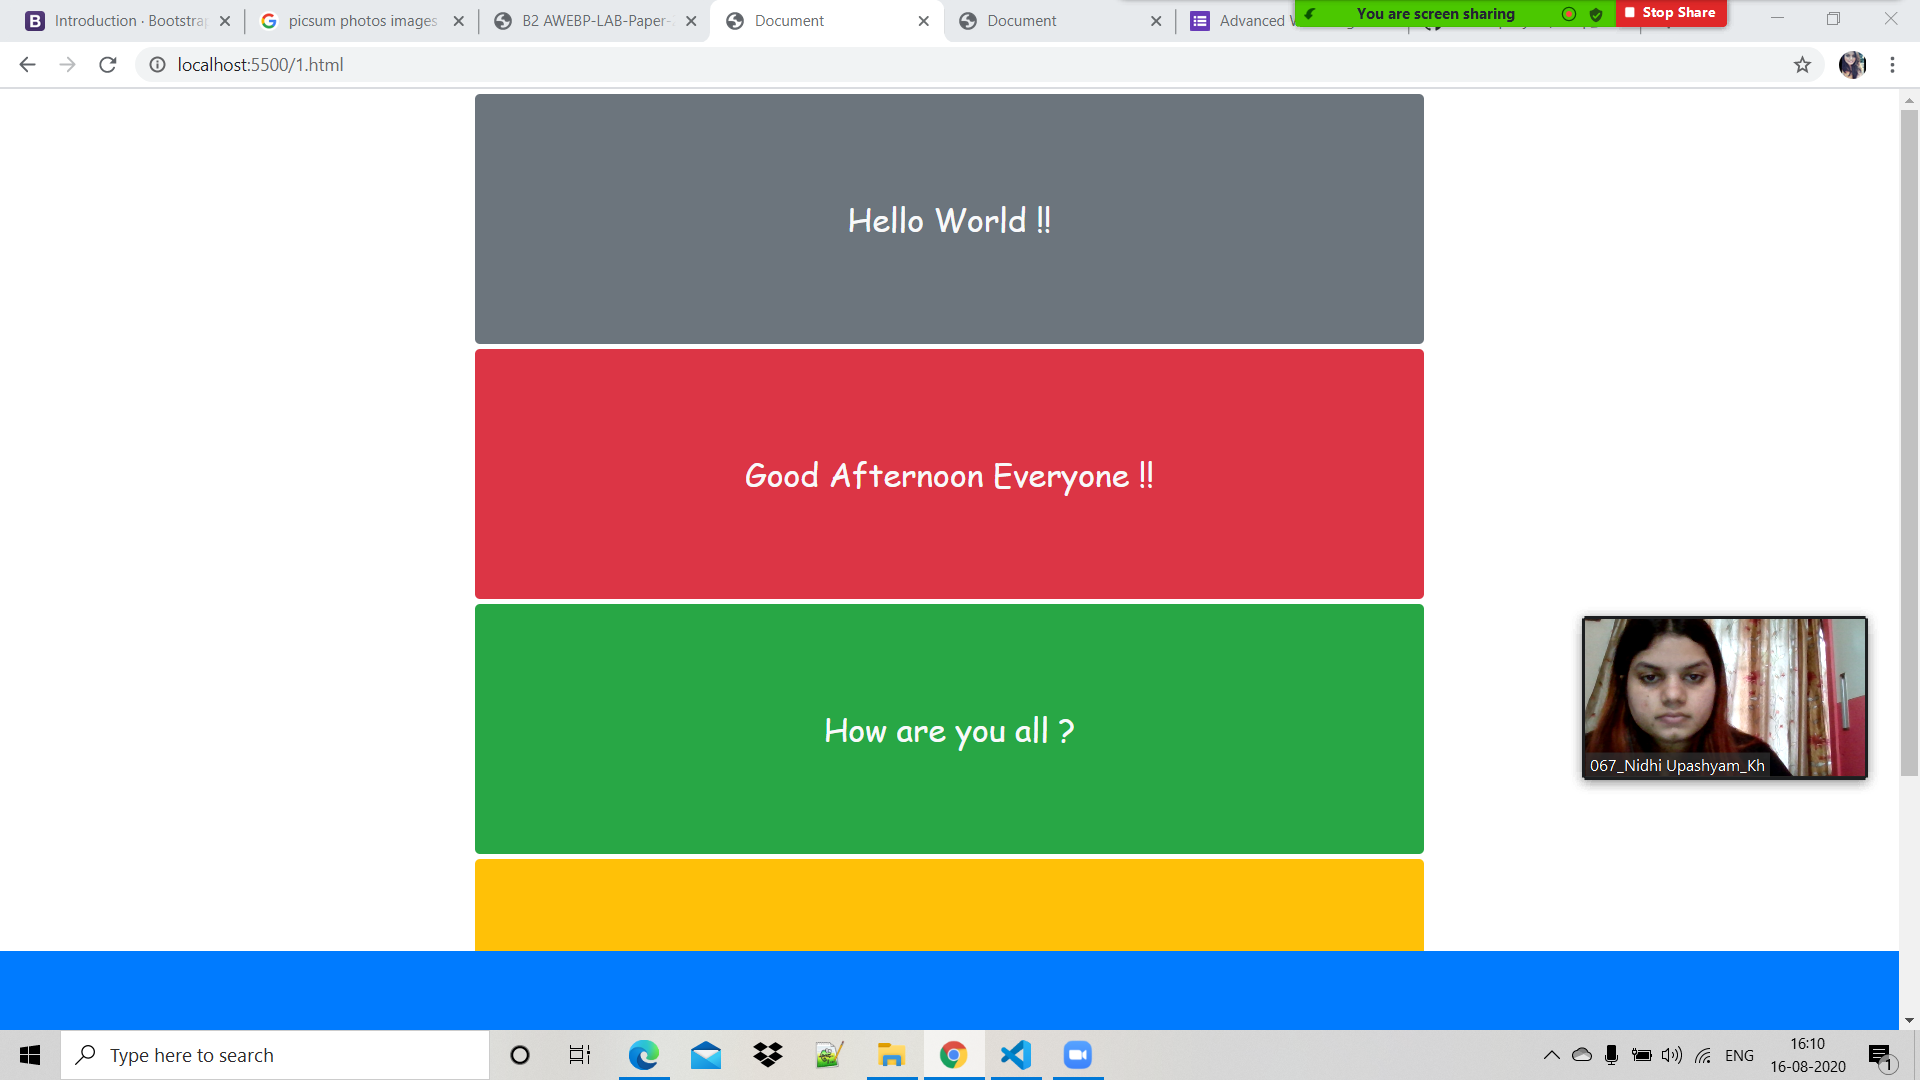 Introduction · Bootstrap
picsum photos images
B2 AWEBP-LAB-Paper-
Document
Document
Advanced
You are screen sharing
Stop Share
localhost:5500/1.html
Hello World !!
Good Afternoon Everyone !!
How are you all ?
067_Nidhi Upashyam_Kh
Type here to search
ENG
16:10
16-08-2020
1